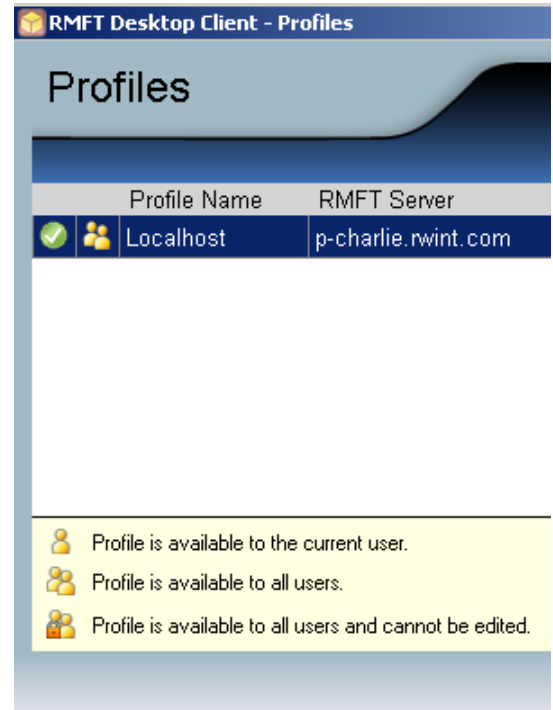 RMFT Desktop Client - Profiles
Profiles
Profile Name RMFT Server
Localhost p-charlie.rwint.com
Profile is available to the current user.
Profile is available to all users.
Profile is available to all users and cannot be edited.